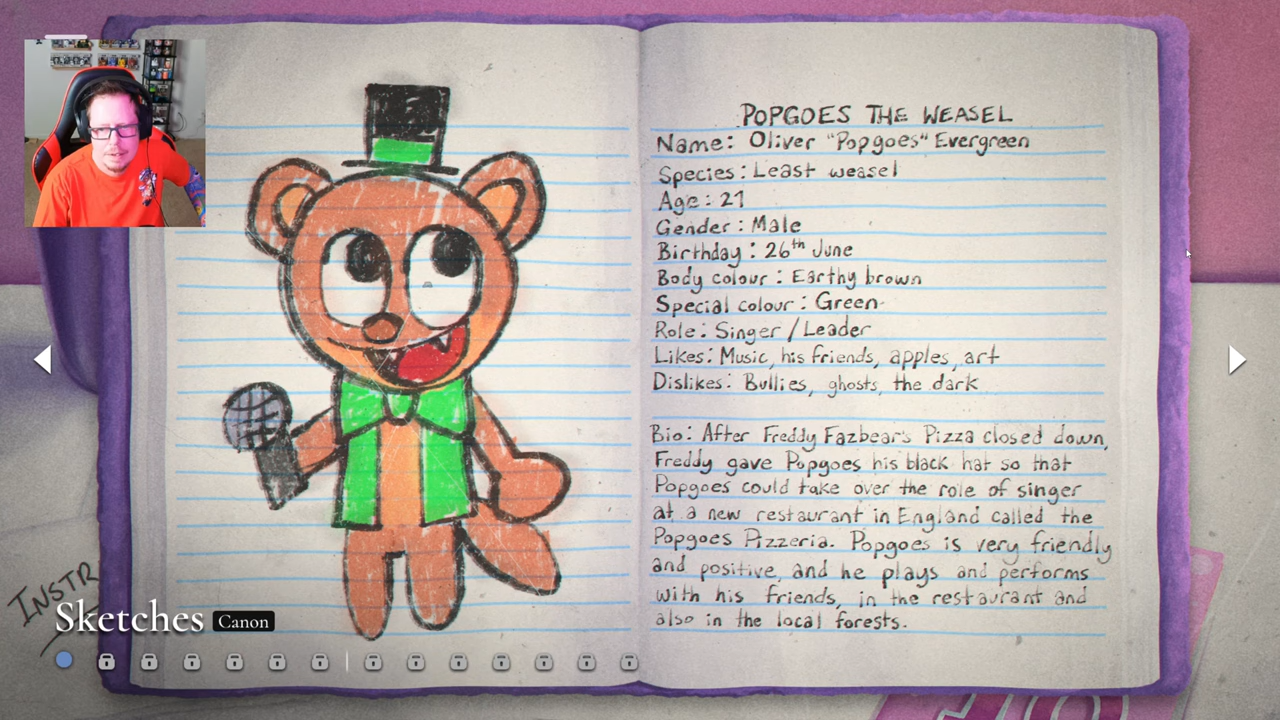 POPGOES THE WEASEL
Name: Oliver "Popgoes" Evergreen
Species: Least weasel
Age: 21
Gender: Male
Birthday: 26th June
Body colour: Earthy brown
Special colour: Green
Role: Singer/Leader
Likes: Music, his friends, apples, art
Dislikes: Bullies, ghosts, the dark
Bio: After Freddy Fazbear's Pizza closed down,
Freddy gave Popgoes his black hat so that
Popgoes could take over the role of singer
at a new restaurant in England called the
Popgoes Pizzeria. Popgoes is very friendly
and positive and he plays and performs
with his friends, in the restaurant and
also in the local forests.
INSTR
Sketches Canon